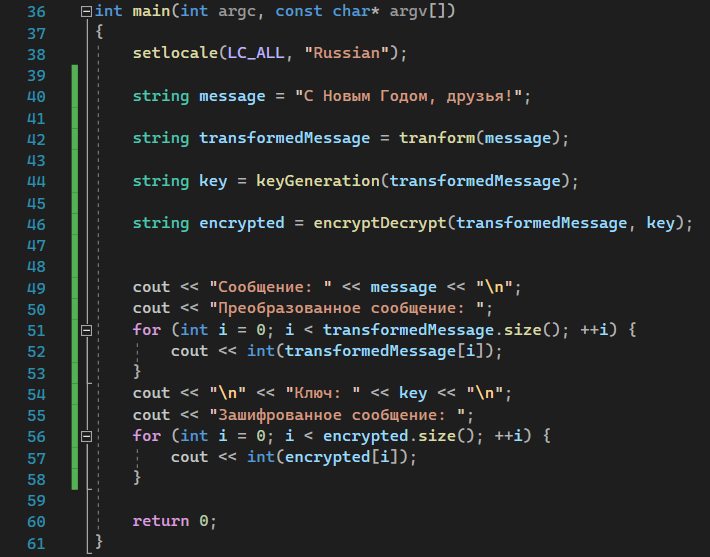 36 int main(int argc, const char* argv[])
37 {
38     setlocale(LC_ALL, "Russian");
39
40     string message = "С Новым Годом, друзья!";
41
42     string transformedMessage = tranform(message);
43
44     string key = keyGeneration(transformedMessage);
45
46     string encrypted = encryptDecrypt(transformedMessage, key);
47
48
49     cout << "Сообщение: " << message << "\n";
50     cout << "Преобразованное сообщение: ";
51     for (int i = 0; i < transformedMessage.size(); ++i) {
52         cout << int(transformedMessage[i]);
53     }
54     cout << "\n" << "Ключ: " << key << "\n";
55     cout << "Зашифрованное сообщение: ";
56     for (int i = 0; i < encrypted.size(); ++i) {
57         cout << int(encrypted[i]);
58     }
59
60     return 0;
61 }